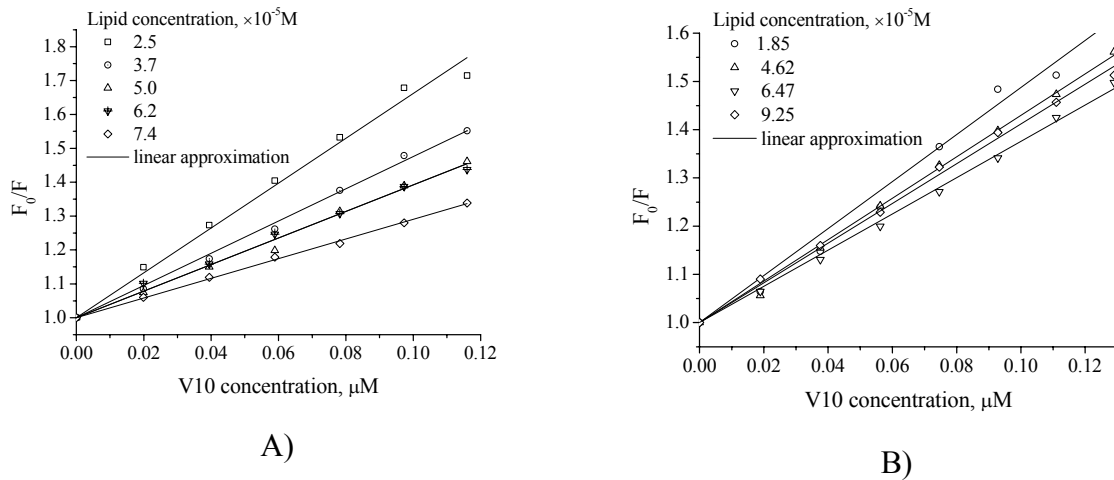 Lipid concentration, ×10⁻⁵M
2.5
3.7
5.0
6.2
7.4
linear approximation
1.8
1.7
1.6
1.5
1.4
1.3
1.2
1.1
1.0
F₀/F
0.00 0.02 0.04 0.06 0.08 0.10 0.12
V10 concentration, μM
A)
Lipid concentration, ×10⁻⁵M
1.85
4.62
6.47
9.25
linear approximation
1.6
1.5
1.4
1.3
1.2
1.1
1.0
F₀/F
0.00 0.02 0.04 0.06 0.08 0.10 0.12
V10 concentration, μM
B)